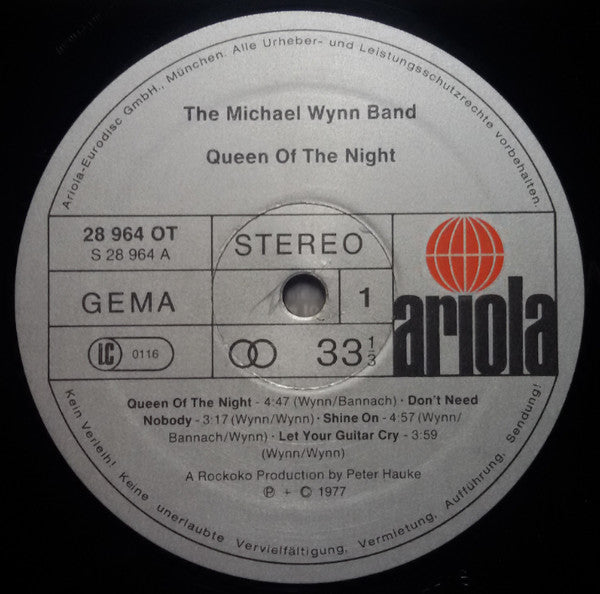 Ariola-Eurodisc GmbH., München. Alle Urheber- und Leistungsschutzrechte vorbehalten.
The Michael Wynn Band
Queen Of The Night
28 964 OT
S 28 964 A
STEREO
GEMA
1
ariola
LC 0116
33 1/3
Queen Of The Night - 4:47 (Wynn/Bannach) · Don't Need
Nobody - 3:17 (Wynn/Wynn) · Shine On - 4:57 (Wynn/
Bannach/Wynn) · Let Your Guitar Cry - 3:59
(Wynn/Wynn)
A Rockoko Production by Peter Hauke
℗ + © 1977
Kein Verleih! Keine unerlaubte Vervielfältigung, Vermietung, Aufführung, Sendung!